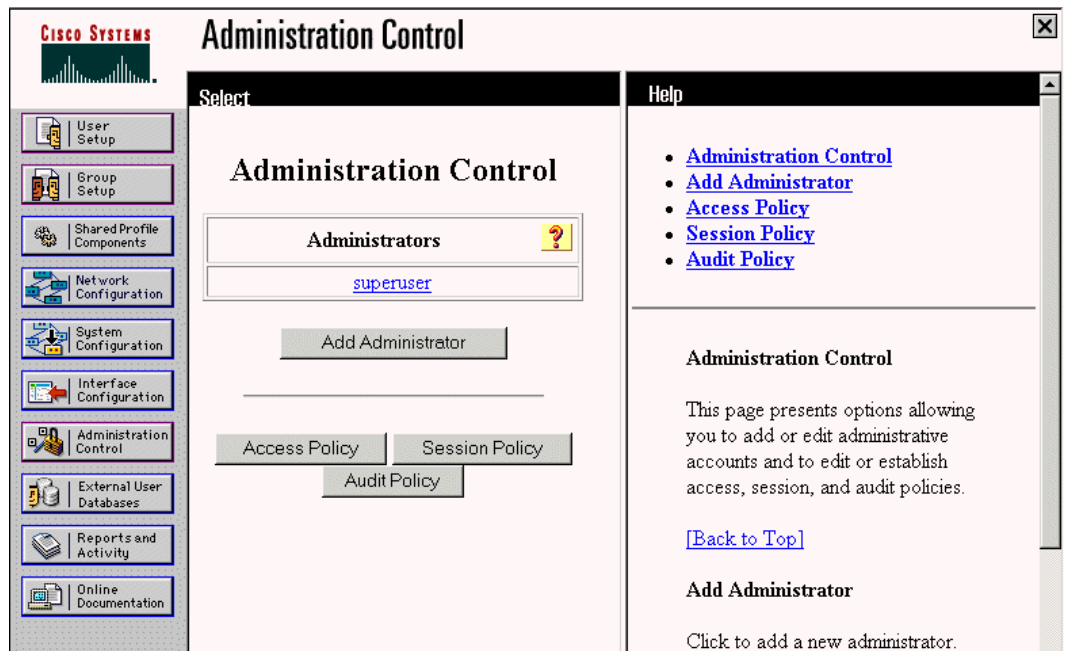 CISCO SYSTEMS
Administration Control
User
Setup
Group
Setup
Shared Profile
Components
Network
Configuration
System
Configuration
Interface
Configuration
Administration
Control
External User
Databases
Reports and
Activity
Online
Documentation
Select
Administration Control
Administrators
?
superuser
Add Administrator
Access Policy
Session Policy
Audit Policy
Help
Administration Control
Add Administrator
Access Policy
Session Policy
Audit Policy
Administration Control
This page presents options allowing
you to add or edit administrative
accounts and to edit or establish
access, session, and audit policies.
[Back to Top]
Add Administrator
Click to add a new administrator.